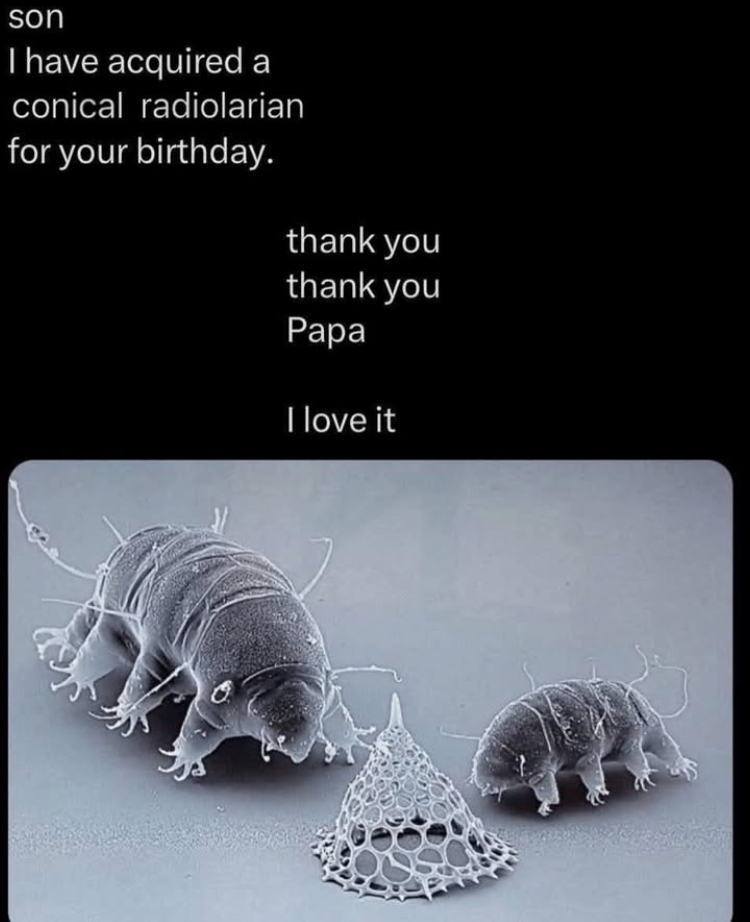 son
I have acquired a
conical radiolarian
for your birthday.
thank you
thank you
Papa
I love it